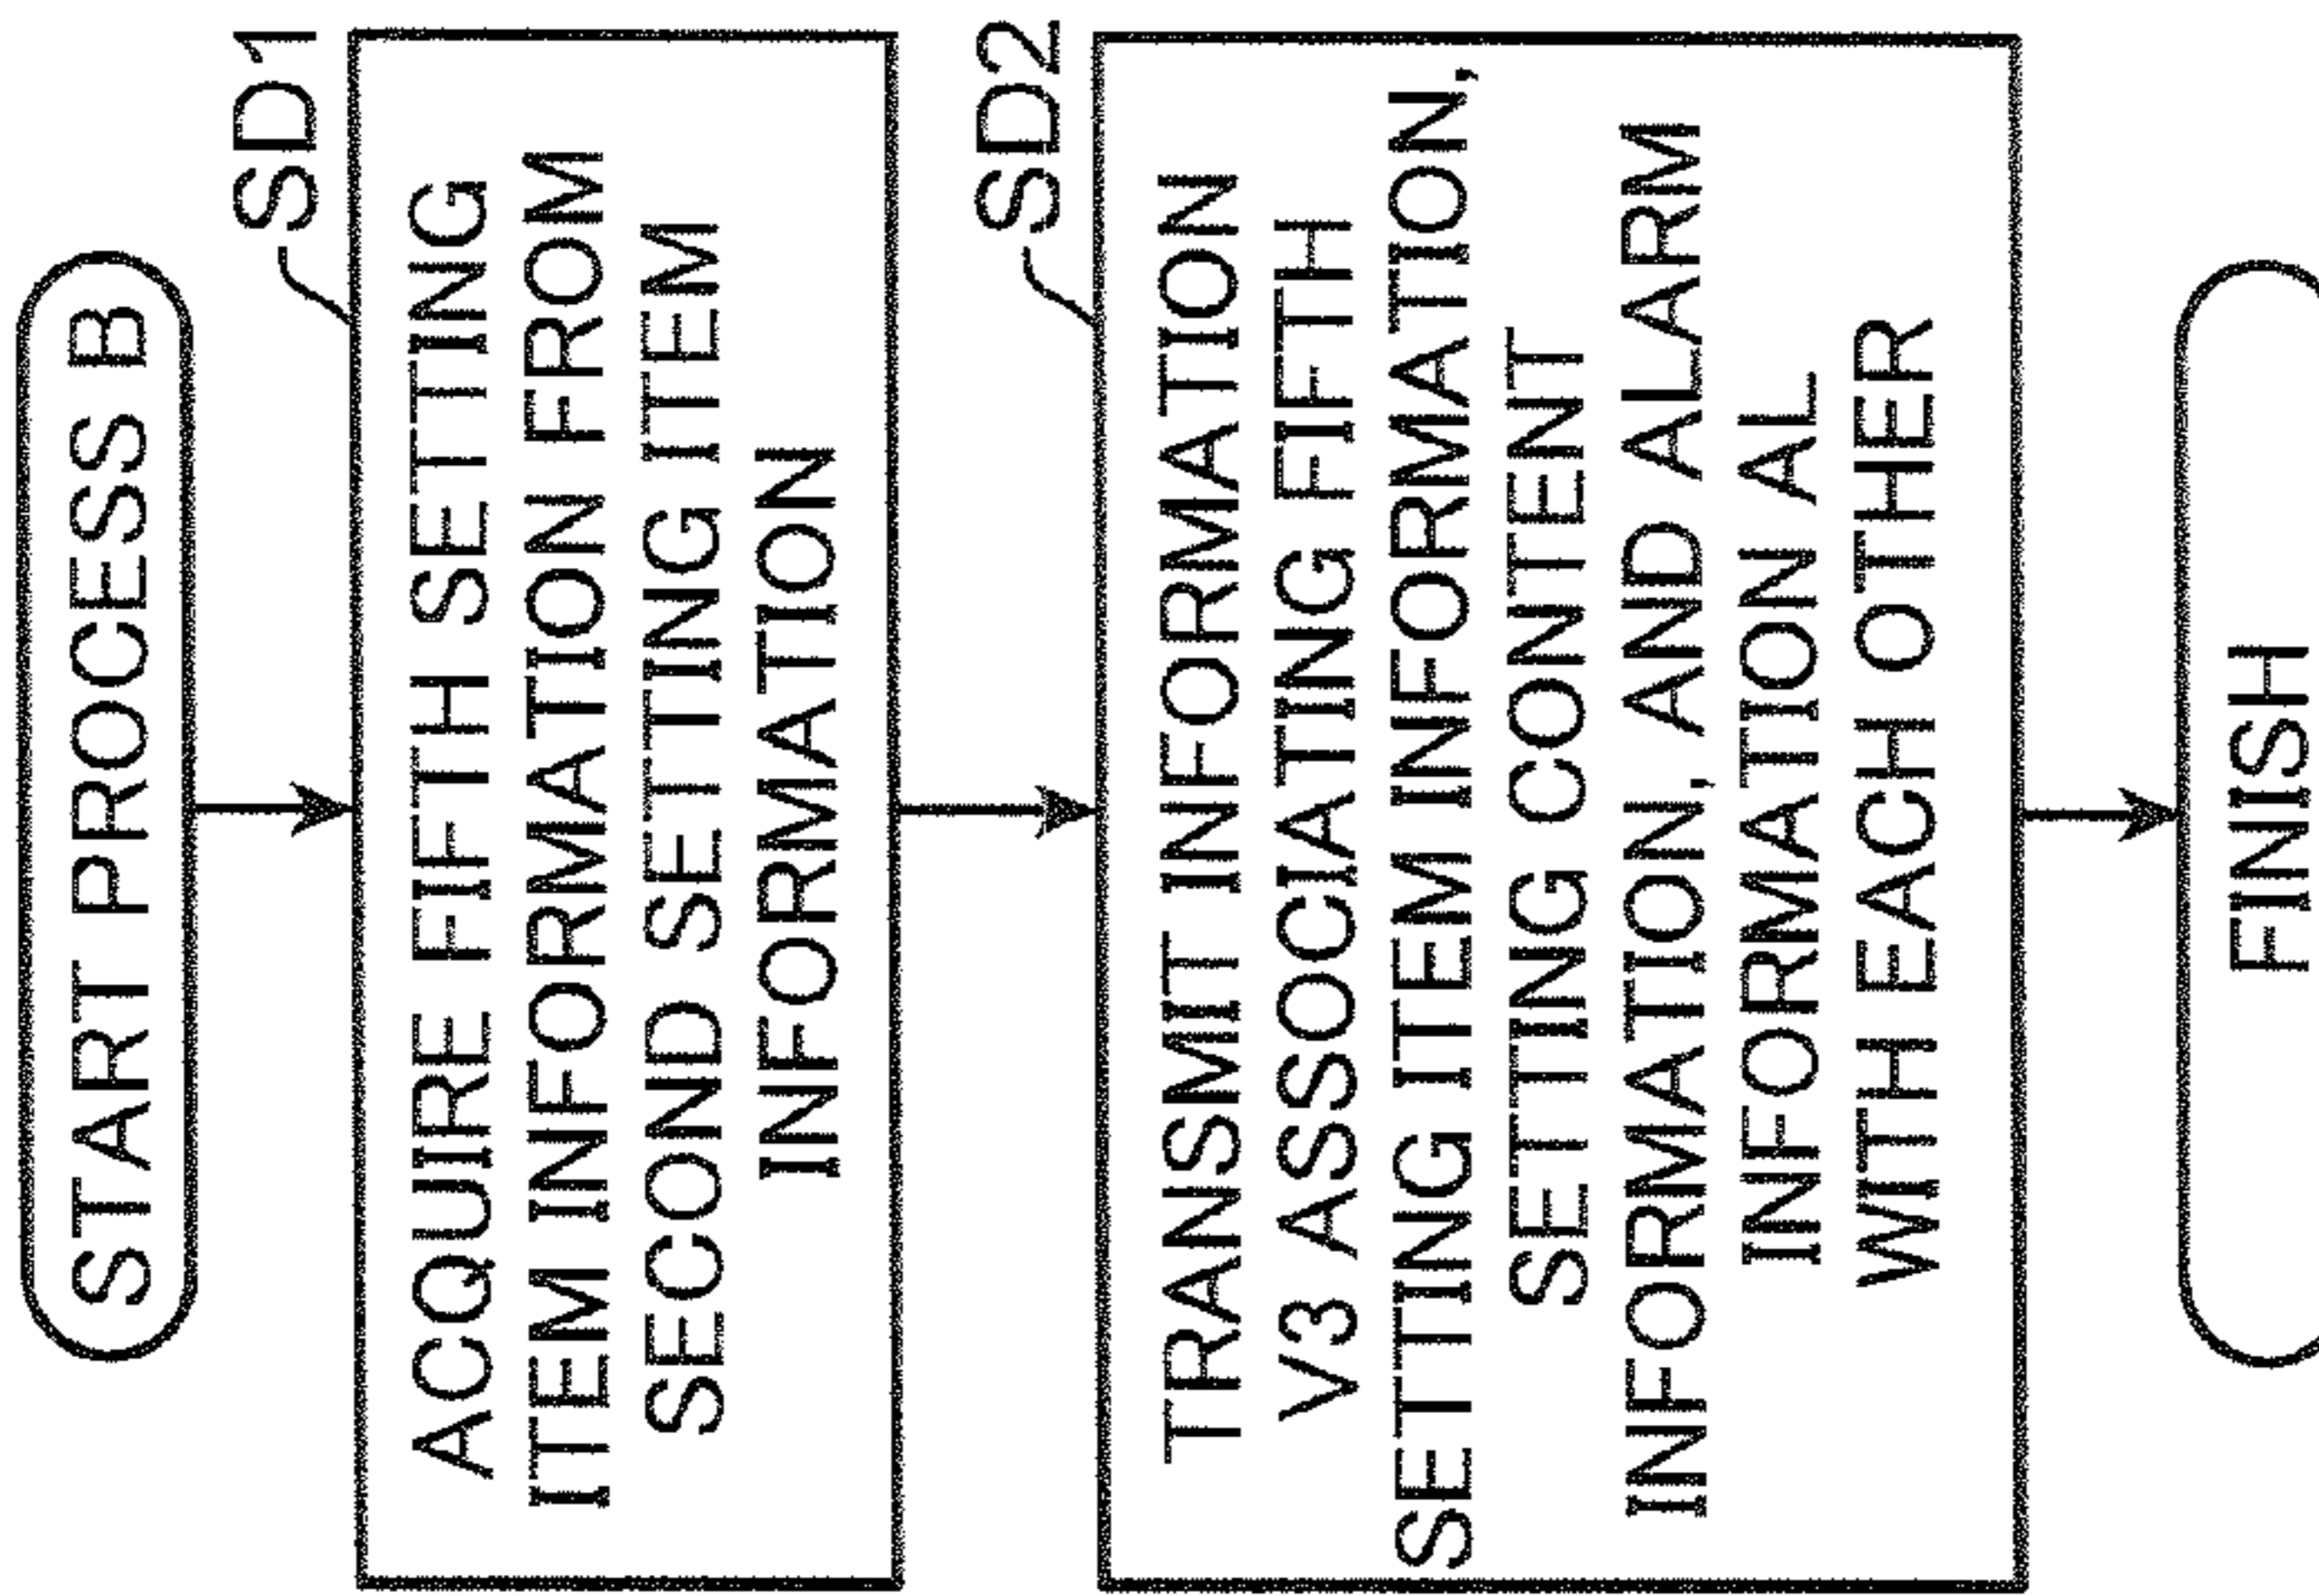 START PROCESS B
SD1
ACQUIRE FIFTH SETTING
ITEM INFORMATION FROM
SECOND SETTING ITEM
INFORMATION
SD2
TRANSMIT INFORMATION
V3 ASSOCIATING FIFTH
SETTING ITEM INFORMATION,
SETTING CONTENT
INFORMATION, AND ALARM
INFORMATION AL
WITH EACH OTHER
FINISH